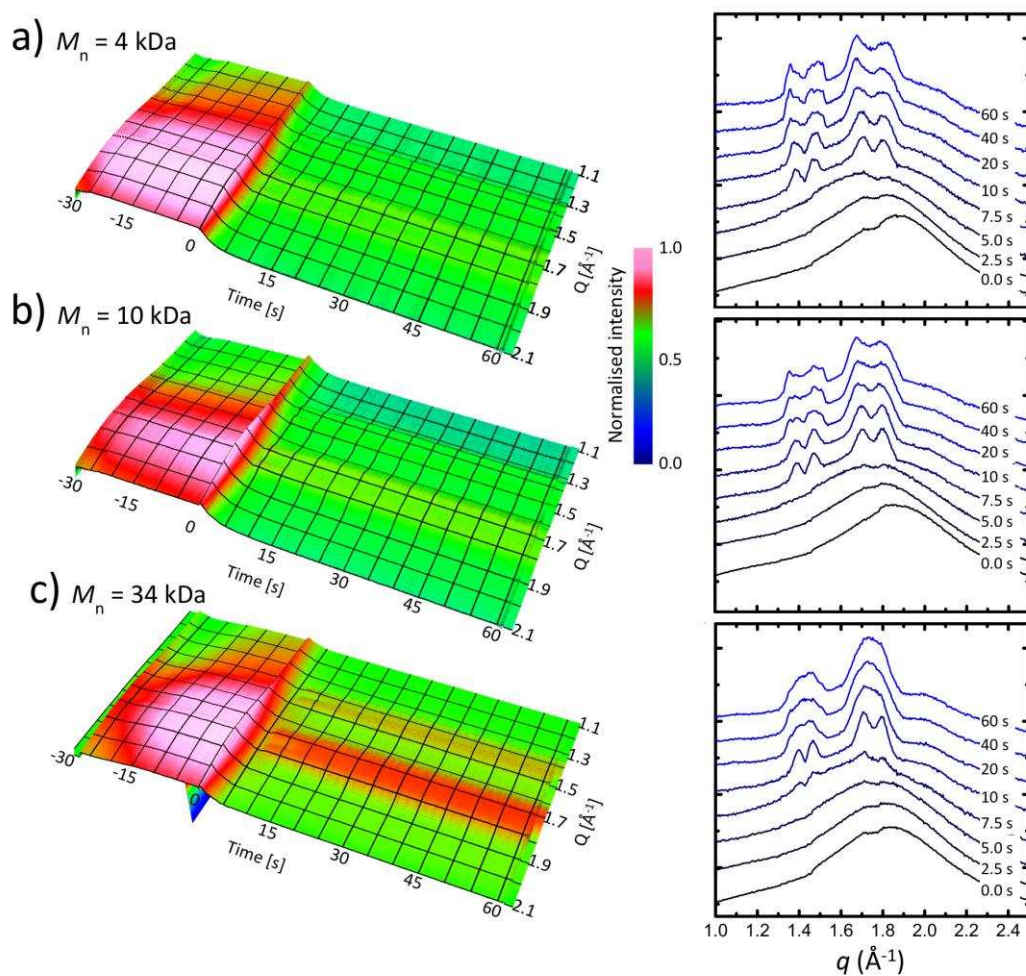 a) Mn = 4 kDa
-30
-15
0
15
30
45
60
Time [s]
1.1
1.3
1.5
1.7
1.9
2.1
Q [Å-1]
60 s
40 s
20 s
10 s
7.5 s
5.0 s
2.5 s
0.0 s
1.0
0.5
0.0
Normalised intensity
b) Mn = 10 kDa
-30
-15
0
15
30
45
60
Time [s]
1.1
1.3
1.5
1.7
1.9
2.1
Q [Å-1]
60 s
40 s
20 s
10 s
7.5 s
5.0 s
2.5 s
0.0 s
c) Mn = 34 kDa
-30
-15
0
15
30
45
60
Time [s]
1.1
1.3
1.5
1.7
1.9
2.1
Q [Å-1]
60 s
40 s
20 s
10 s
7.5 s
5.0 s
2.5 s
0.0 s
1.0 1.2 1.4 1.6 1.8 2.0 2.2 2.4
q (Å-1)